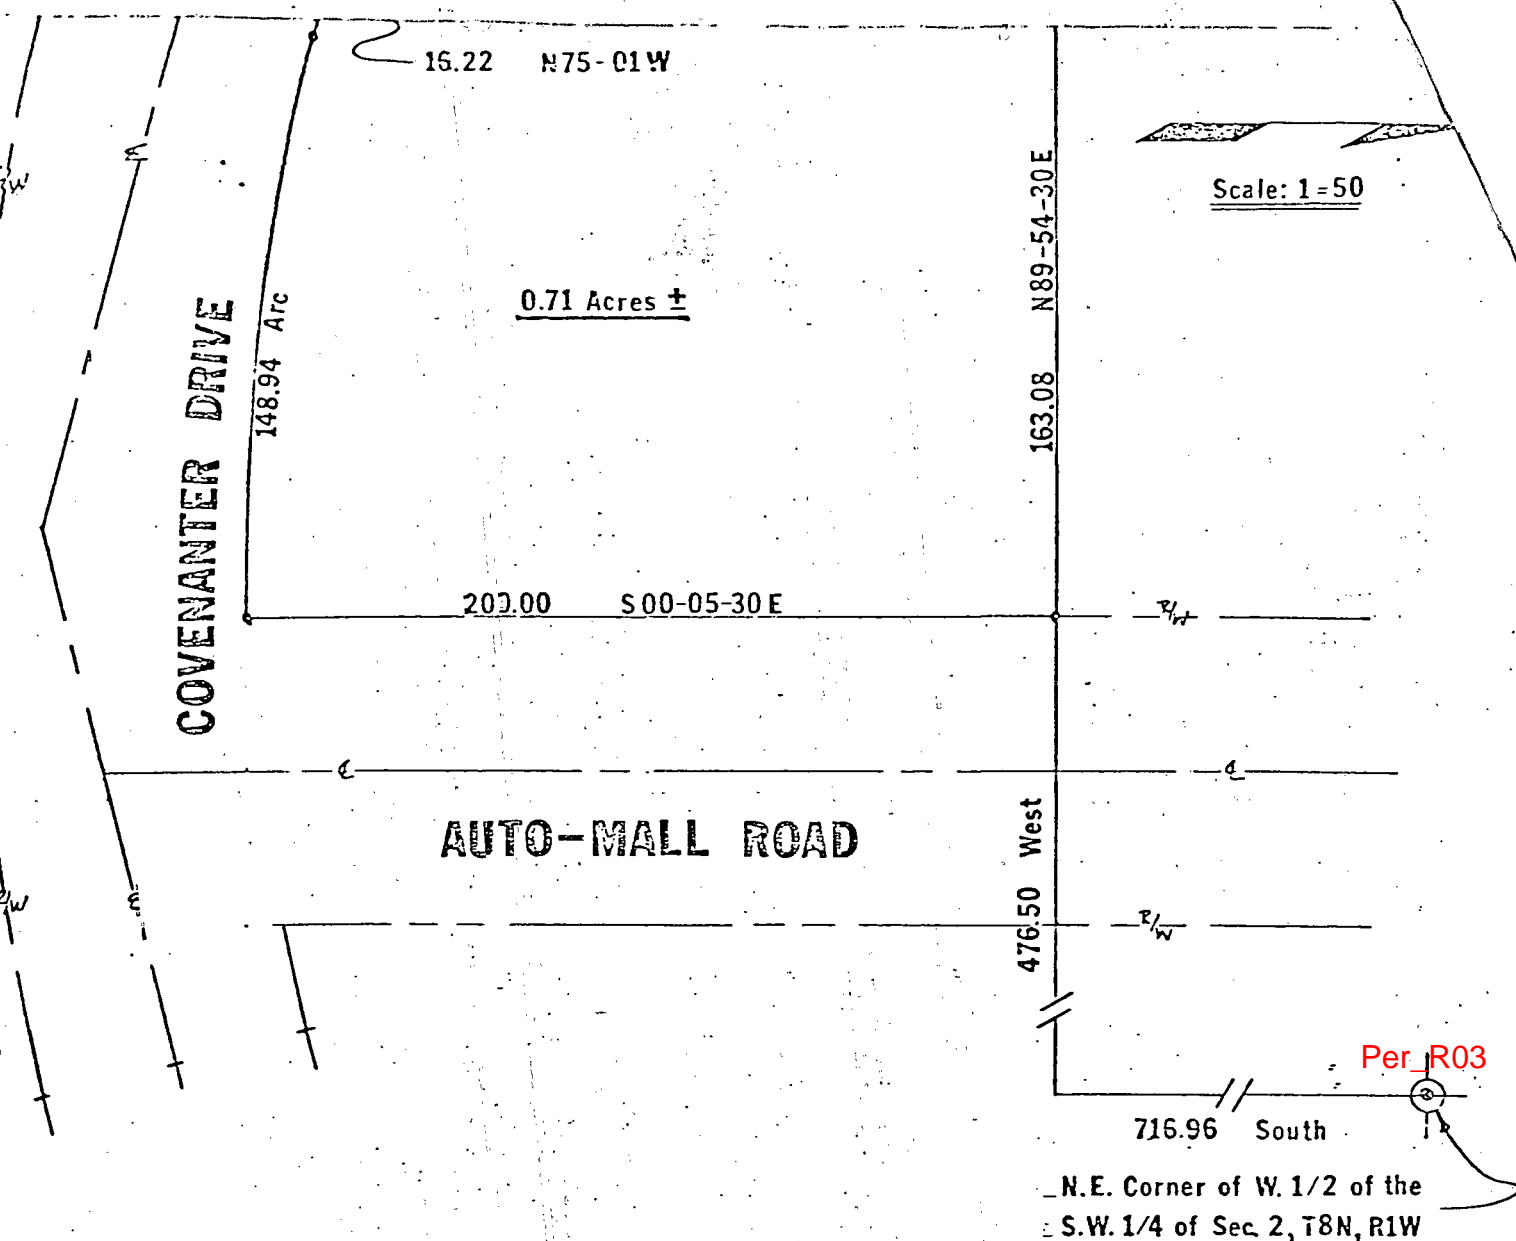 16.22 N75-01W
R/W
Scale: 1=50
N89-54-30E
163.08
0.71 Acres ±
148.94 Arc
COVENANTER DRIVE
200.00 S00-05-30E
R/W
℄
℄
AUTO-MALL ROAD
476.50 West
R/W
R/W
Per_R03
716.96 South
N.E. Corner of W. 1/2 of the
S.W. 1/4 of Sec. 2, T8N, R1W